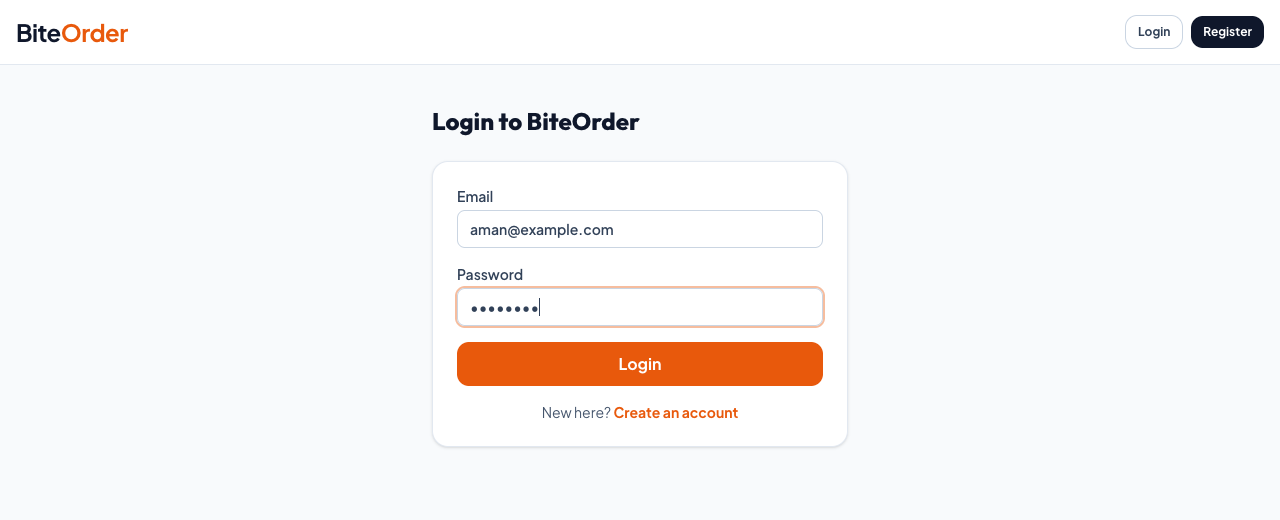 BiteOrder
Login
Register
Login to BiteOrder
Email
aman@example.com
Password
••••••••
Login
New here? Create an account